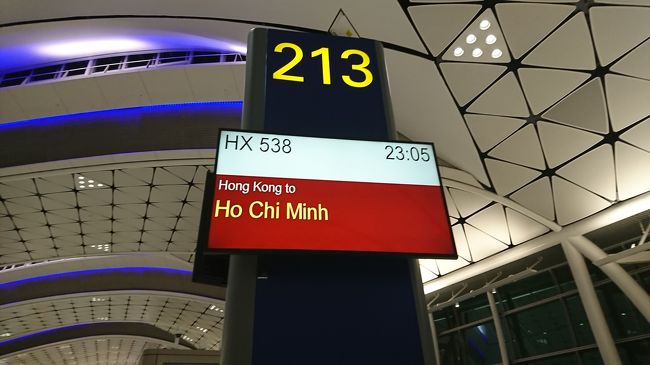 213
HX 538 23:05
Hong Kong to
Ho Chi Minh